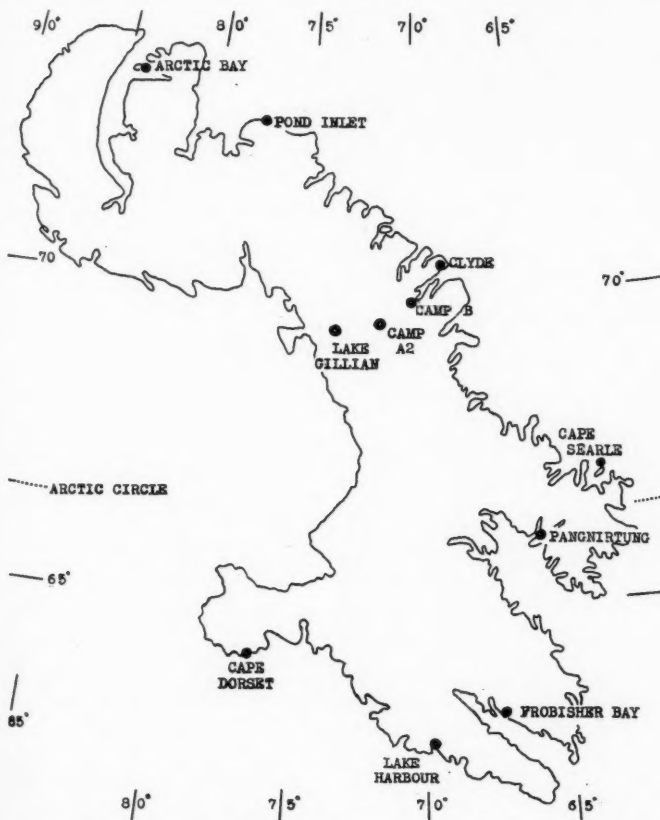 90° 80° 75° 70° 65°
ARCTIC BAY
POND INLET
70
CLYDE
70°
CAMP B
LAKE
GILLIAN
CAMP
A2
CAPE
SEARLE
ARCTIC CIRCLE
PANGNIRTUNG
65°
CAPE
DORSET
85°
FROBISHER BAY
LAKE
HARBOUR
80° 75° 70° 65°